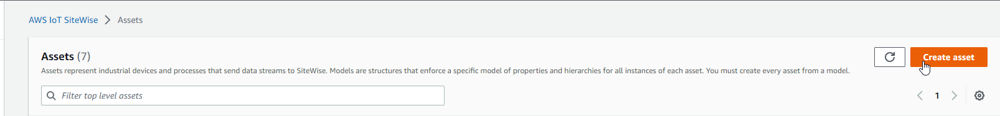 AWS IoT SiteWise > Assets
Assets (7)
Create asset
Assets represent industrial devices and processes that send data streams to SiteWise. Models are structures that enforce a specific model of properties and hierarchies for all instances of each asset. You must create every asset from a model.
Filter top level assets
1